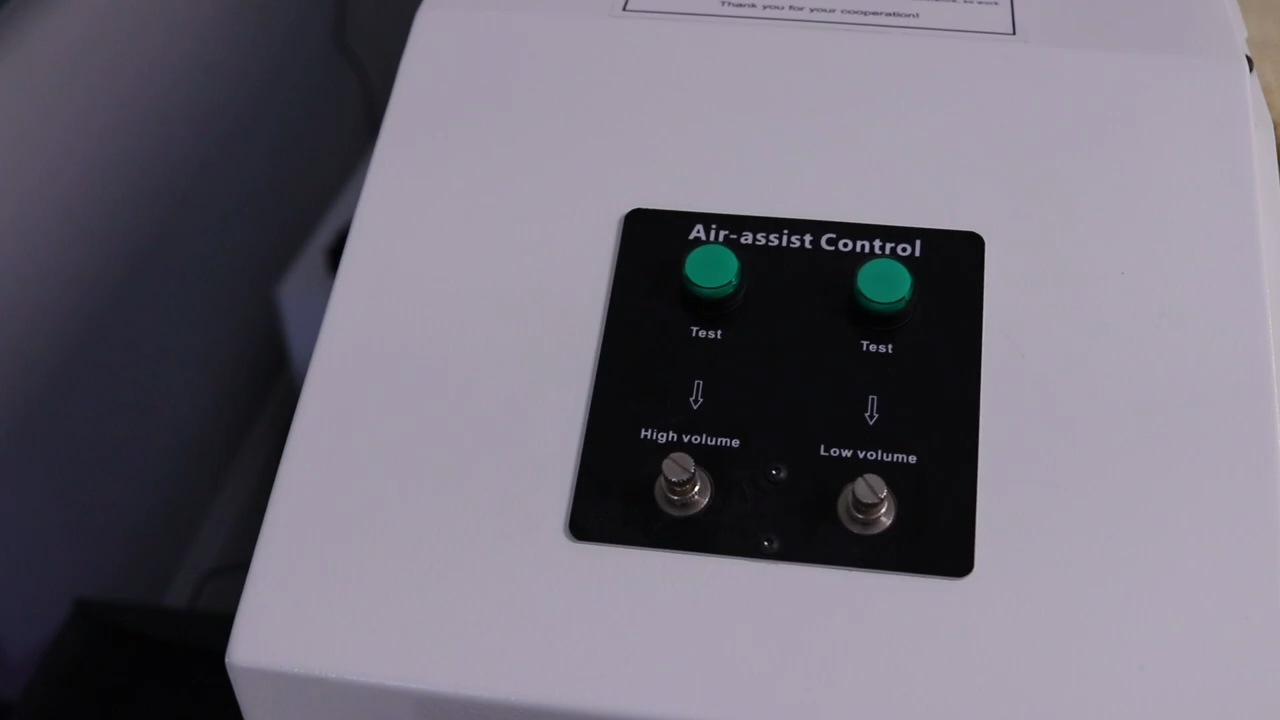 Thank you for your cooperation!
Air-assist Control
Test
Test
High volume
Low volume